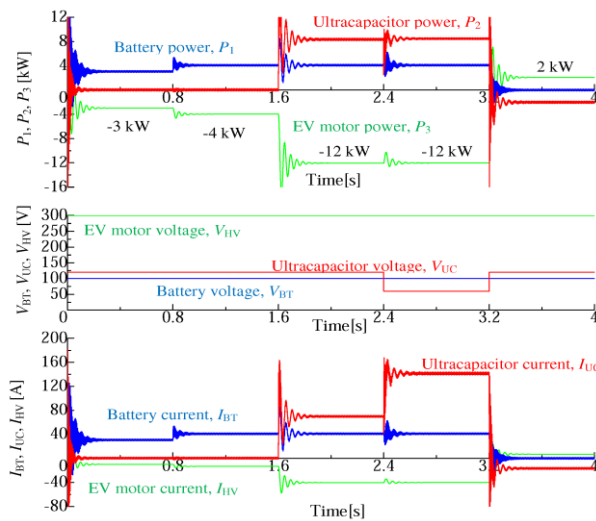 12
Ultracapacitor power, P2
Battery power, P1
8
4
2 kW
0
0.8
1.6
2.4
3.2
4
-4
-3 kW
-4 kW
EV motor power, P3
-8
-12 kW
-12 kW
-12
-16
Time[s]
P1, P2, P3 [kW]
300
EV motor voltage, VHV
250
200
150
Ultracapacitor voltage, VUC
100
Battery voltage, VBT
50
0
0
0.8
1.6
2.4
3.2
4
Time[s]
VBT, VUC, VHV [V]
200
160
Ultracapacitor current, IUC
120
80
Battery current, IBT
40
0
0.8
1.6
2.4
3.2
4
-40
EV motor current, IHV
Time[s]
-80
IBT, IUC, IHV [A]